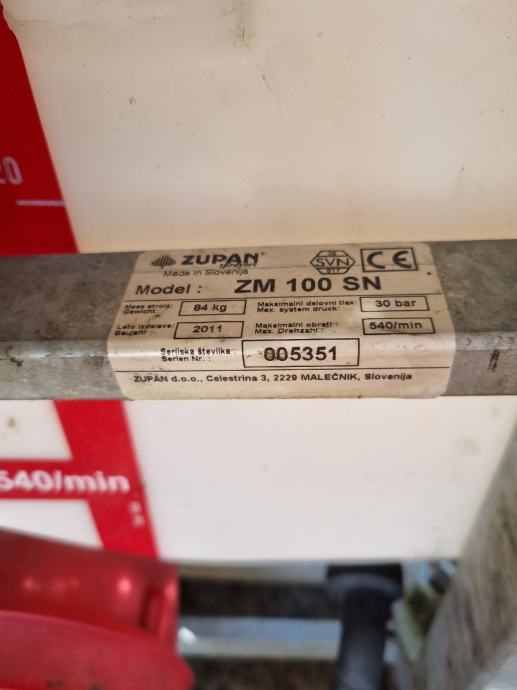 20
ZUPAN®
sprayers
Made in Slovenija
SVN
CE
Model : ZM 100 SN
Masa stroja: Gewicht: 84 kg
Maksimalni delovni tlak: Max. system druck: 30 bar
Leto izdelave: Baujahr : 2011
Maksimalni obrati : Max. Drehzahl : 540/min
Serijska številka : Serien Nr. : 005351
ZUPAN d.o.o., Celestrina 3, 2229 MALEČNIK, Slovenija
540/min